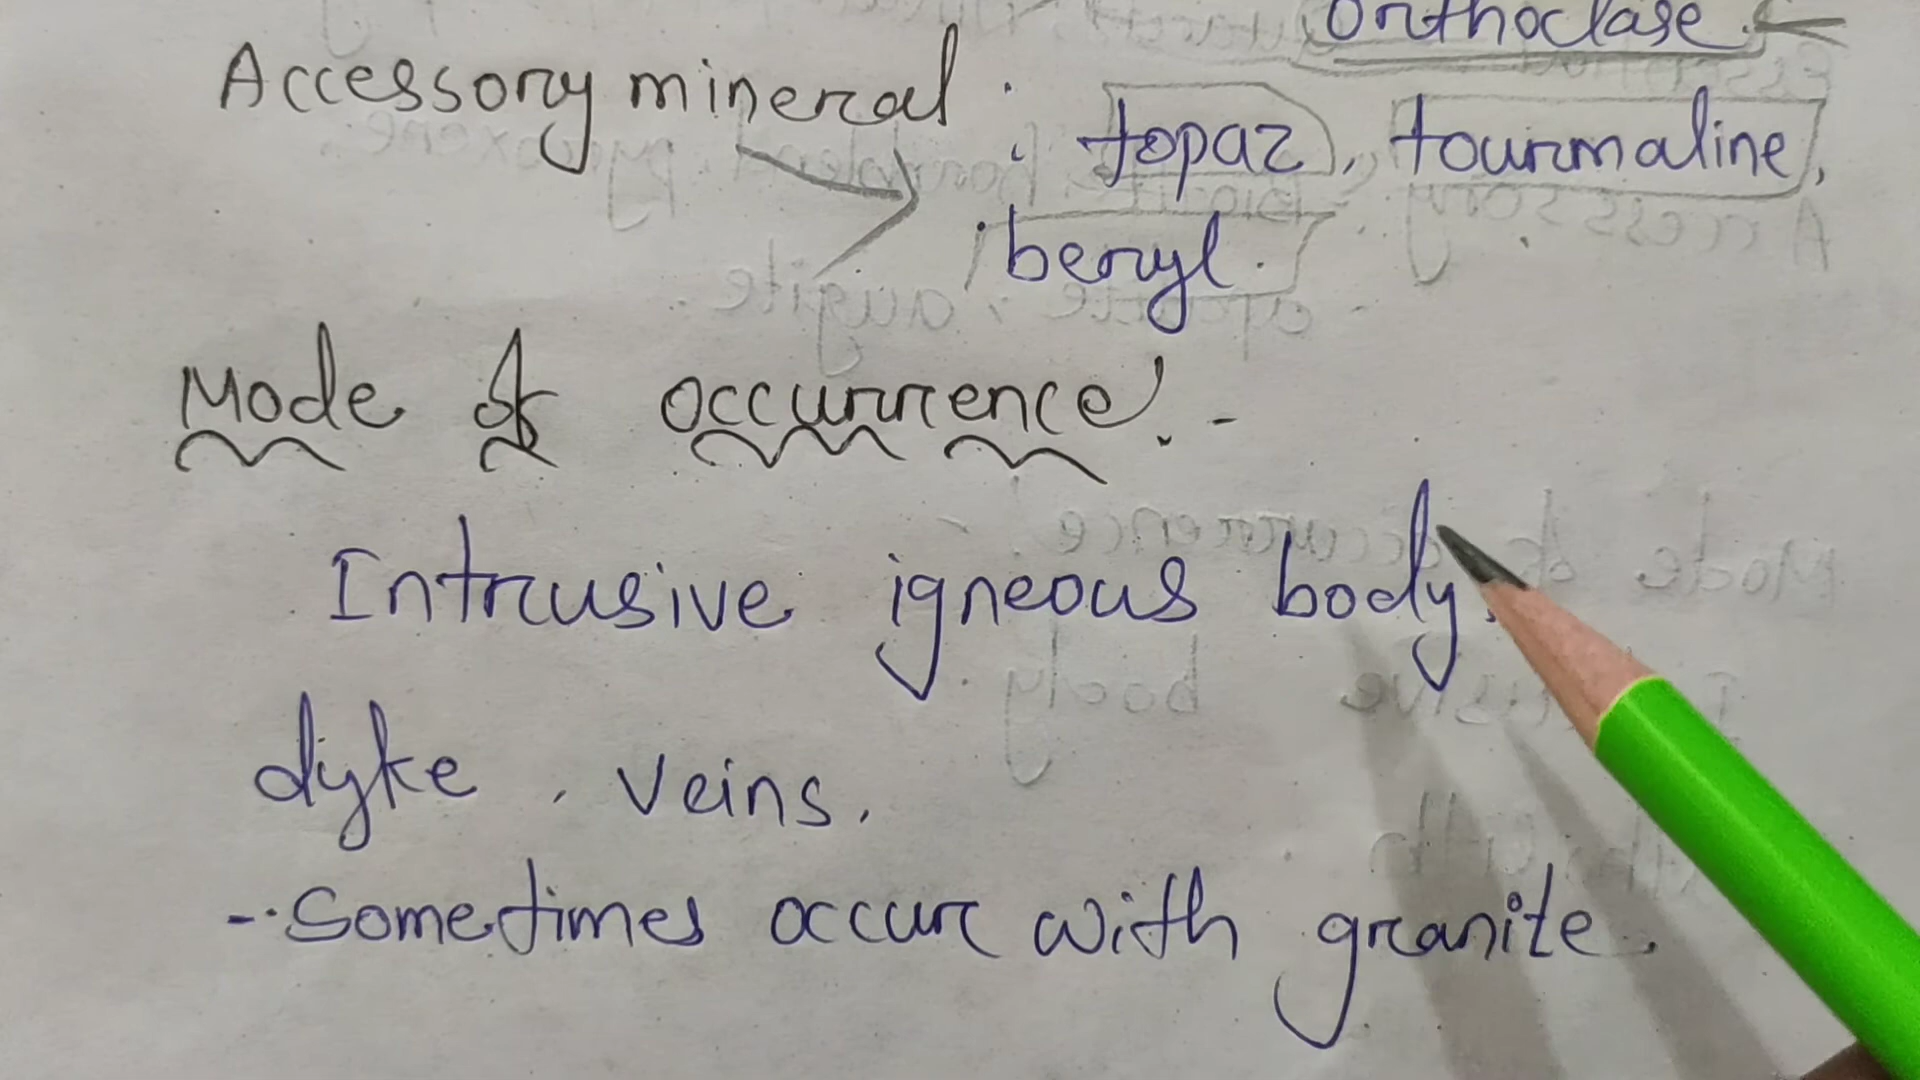 Orthoclase.
Accessory mineral : topaz, tourmaline,
beryl.
Mode of occurrence :-
Intrusive igneous body.
dyke, veins.
- Sometimes occur with granite.